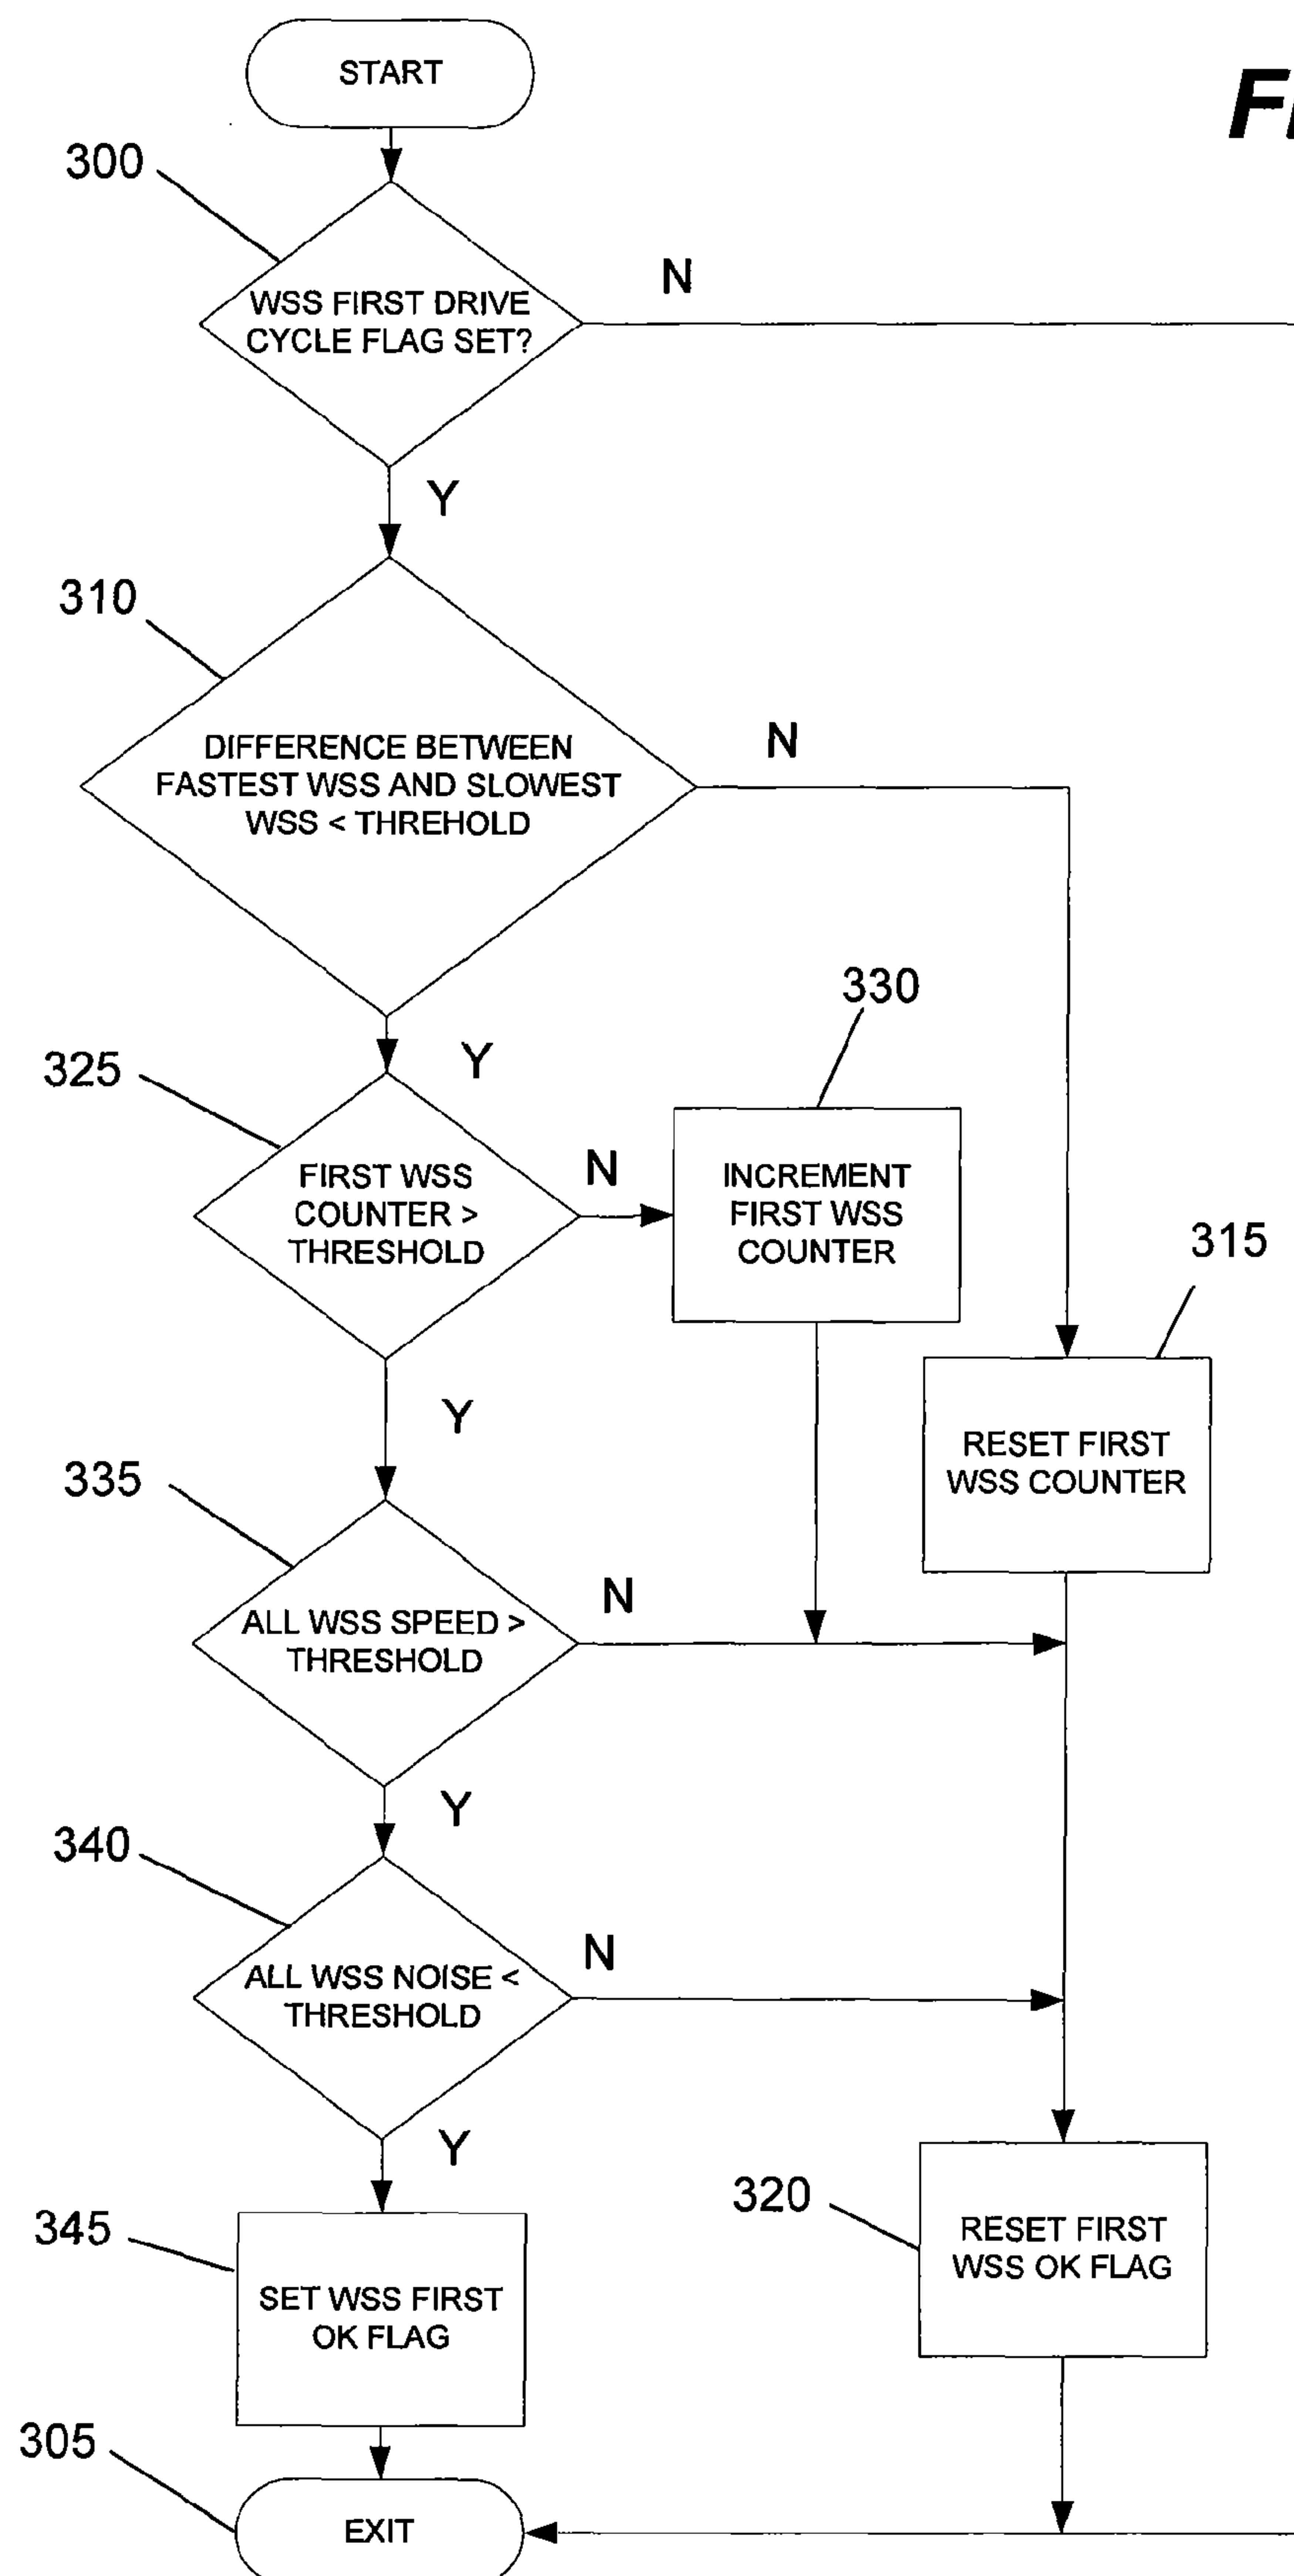 START
FI
300
WSS FIRST DRIVE
CYCLE FLAG SET?
N
Y
310
DIFFERENCE BETWEEN
FASTEST WSS AND SLOWEST
WSS < THREHOLD
N
Y
330
325
FIRST WSS
COUNTER >
THRESHOLD
N
INCREMENT
FIRST WSS
COUNTER
315
Y
RESET FIRST
WSS COUNTER
335
ALL WSS SPEED >
THRESHOLD
N
Y
340
ALL WSS NOISE <
THRESHOLD
N
Y
345
SET WSS FIRST
OK FLAG
320
RESET FIRST
WSS OK FLAG
305
EXIT